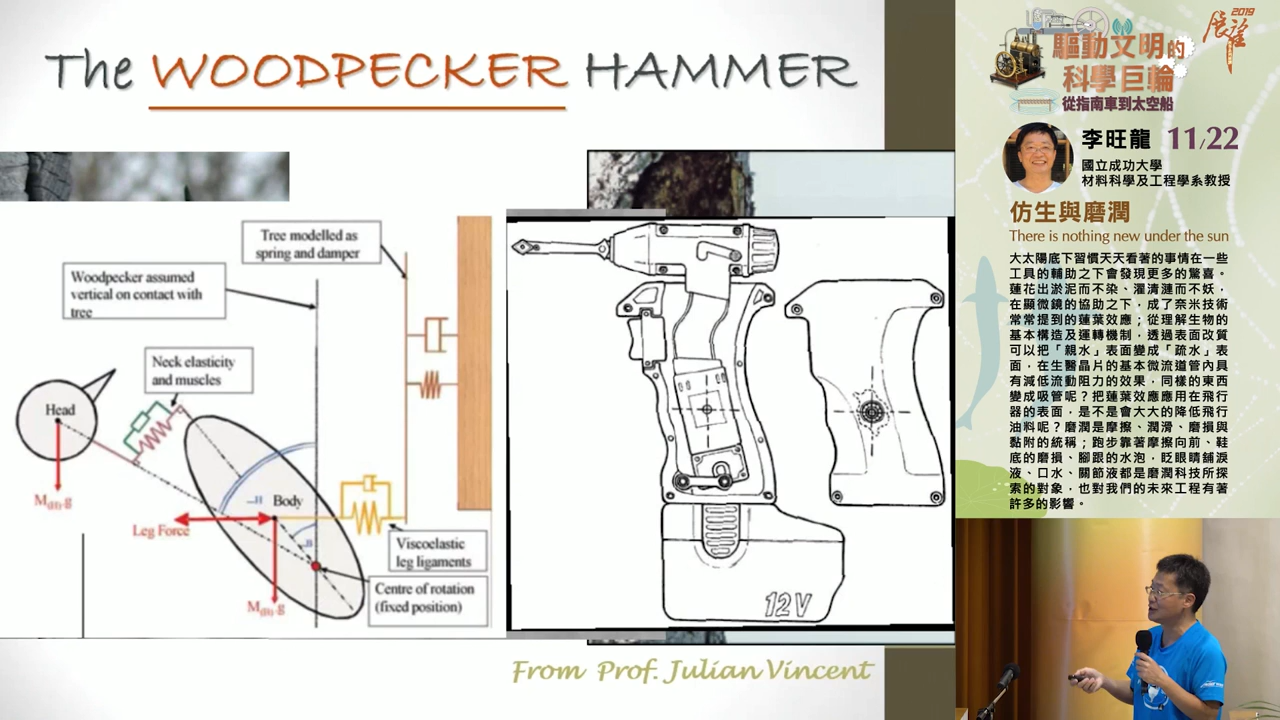 The WOODPECKER HAMMER
Tree modelled as
spring and damper
Woodpecker assumed
vertical on contact with
tree
Neck elasticity
and muscles
Head
M(H).g
Body
Leg Force
Viscoelastic
leg ligaments
Centre of rotation
(fixed position)
12V
From Prof. Julian Vincent
2019
展望
驅動文明的
科學巨輪
從指南車到太空船
李旺龍 11/22
國立成功大學
材料科學及工程學系教授
仿生與磨潤
There is nothing new under the sun
大太陽底下習慣天天看著的事情在一些
工具的輔助之下會發現更多的驚喜。
蓮花出淤泥而不染、濯清漣而不妖，
在顯微鏡的協助之下，成了奈米技術
常常提到的蓮葉效應；從理解生物的
基本構造及運轉機制，透過表面改質
可以把「親水」表面變成「疏水」表
面，在生醫晶片的基本微流道管內具
有減低流動阻力的效果，同樣的東西
變成吸管呢？把蓮葉效應應用在飛行
器的表面，是不是會大大的降低飛行
油料呢？磨潤是摩擦、潤滑、磨損與
黏附的統稱；跑步靠著摩擦向前、鞋
底的磨損、腳跟的水泡，眨眼睛舖淚
液、口水、關節液都是磨潤科技所探
索的對象，也對我們的未來工程有著
許多的影響。